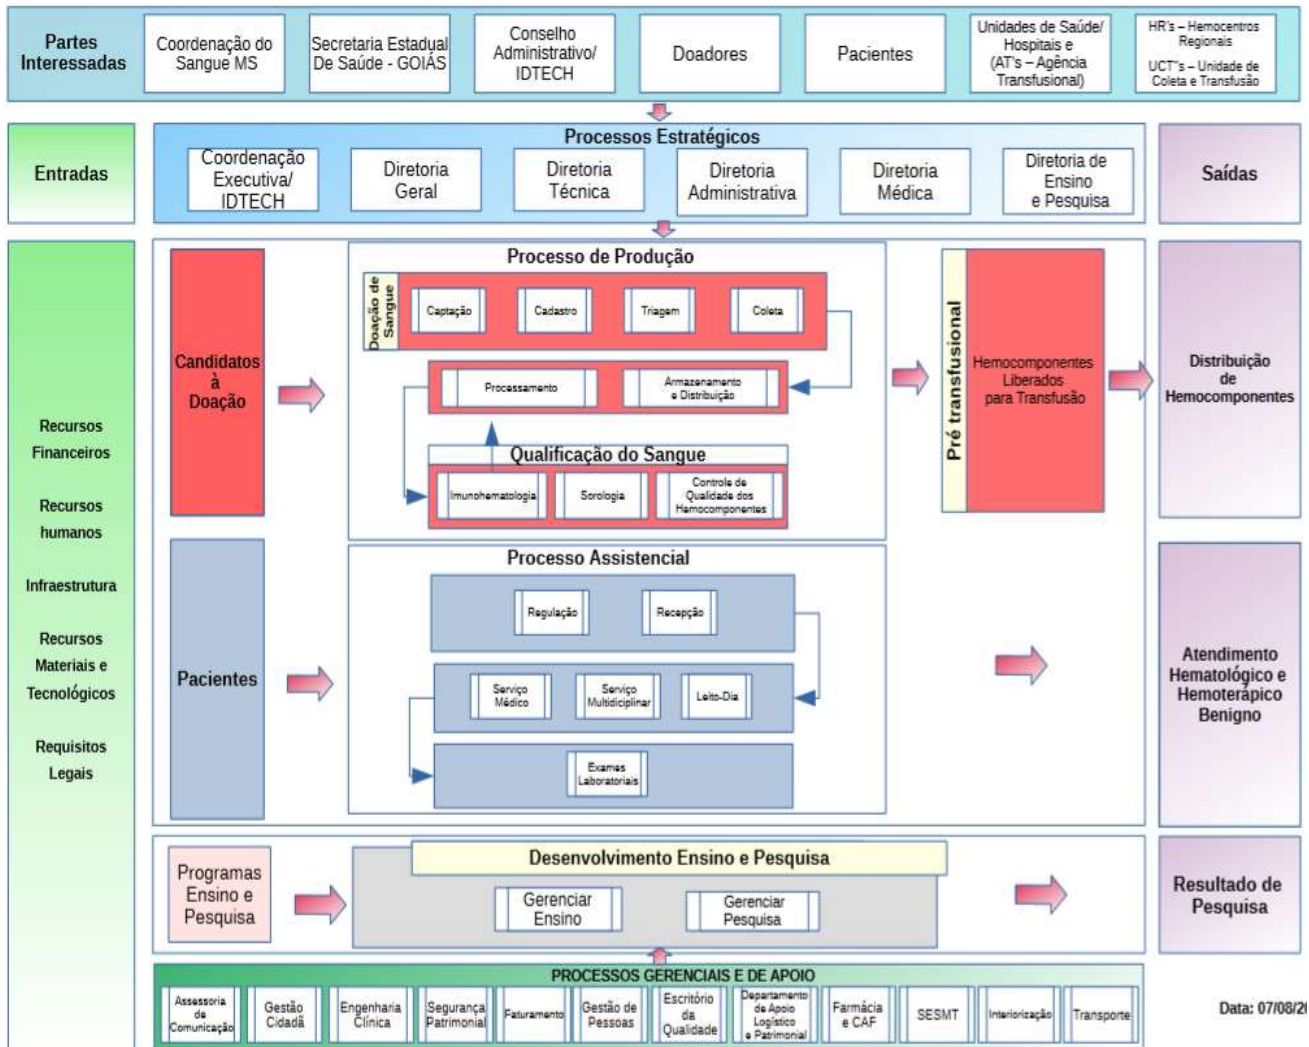 Partes
Interessadas
Coordenação do
Sangue MS
Secretaria Estadual
De Saúde - GOIÁS
Conselho
Administrativo/
IDTECH
Doadores
Pacientes
Unidades de Saúde/
Hospitais e
(AT's – Agência
Transfusional)
HR's – Hemocentros
Regionais
UCT"s – Unidade de
Coleta e Transfusão
Entradas
Processos Estratégicos
Coordenação
Executiva/
IDTECH
Diretoria
Geral
Diretoria
Técnica
Diretoria
Administrativa
Diretoria
Médica
Diretoria de
Ensino
e Pesquisa
Saídas
Recursos
Financeiros
Recursos
humanos
Infraestrutura
Recursos
Materiais e
Tecnológicos
Requisitos
Legais
Candidatos
à
Doação
Processo de Produção
Doação de
Sangue
Captação
Cadastro
Triagem
Coleta
Processamento
Armazenamento
e Distribuição
Qualificação do Sangue
Imunohematologia
Sorologia
Controle de
Qualidade dos
Hemocomponentes
Pré transfusional
Hemocomponentes
Liberados
para Transfusão
Distribuição
de
Hemocomponentes
Pacientes
Processo Assistencial
Regulação
Recepção
Serviço
Médico
Serviço
Multidiciplinar
Leito-Dia
Exames
Laboratoriais
Atendimento
Hematológico e
Hemoterápico
Benigno
Programas
Ensino e
Pesquisa
Desenvolvimento Ensino e Pesquisa
Gerenciar
Ensino
Gerenciar
Pesquisa
Resultado de
Pesquisa
PROCESSOS GERENCIAIS E DE APOIO
Assessoria
de
Comunicação
Gestão
Cidadã
Engenharia
Clínica
Segurança
Patrimonial
Faturamento
Gestão de
Pessoas
Escritório
da
Qualidade
Departamento
de Apoio
Logístico
e Patrimonial
Farmácia
e CAF
SESMT
Interiorização
Transporte
Data: 07/08/20